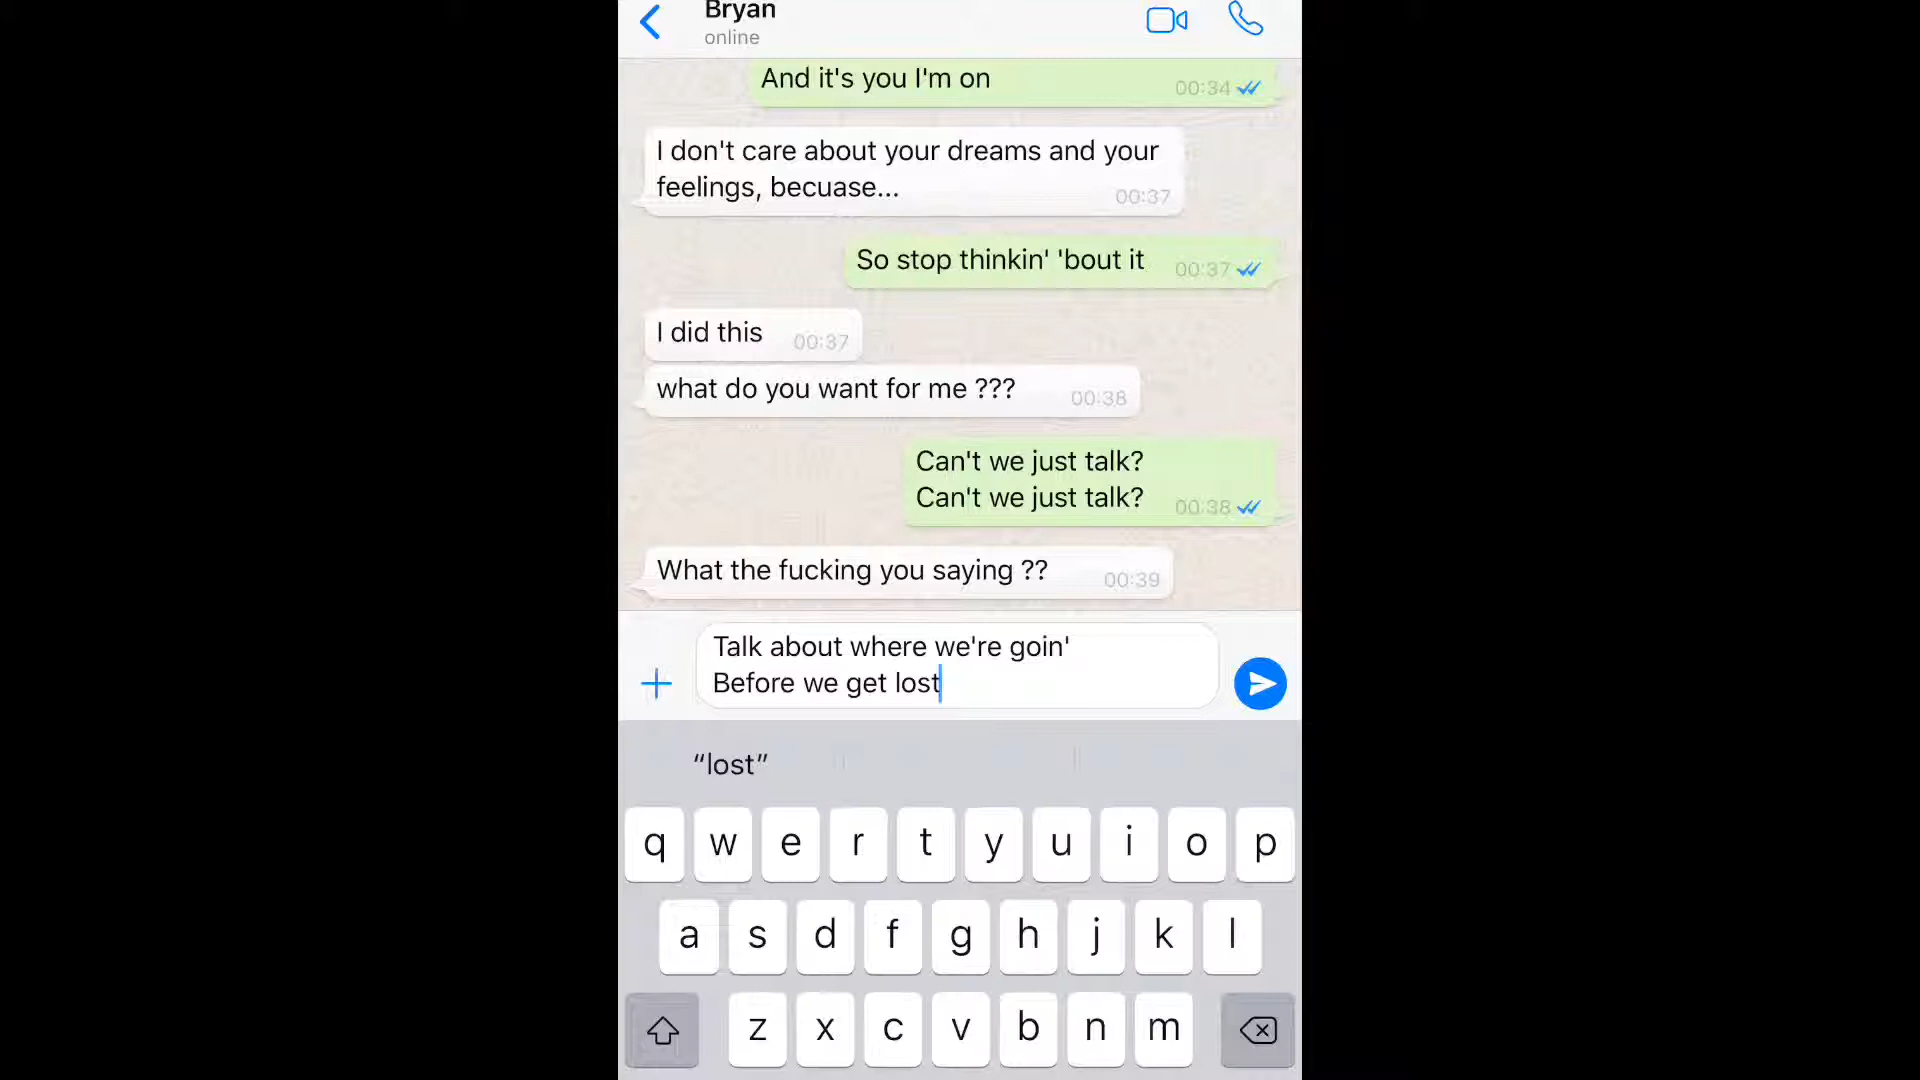 Bryan
online
And it's you I'm on
00:34
I don't care about your dreams and your
feelings, becuase...
00:37
So stop thinkin' 'bout it
00:37
I did this
00:37
what do you want for me ???
00:38
Can't we just talk?
Can't we just talk?
00:38
What the fucking you saying ??
00:39
Talk about where we're goin'
Before we get lost
“lost”
q w e r t y u i o p
a s d f g h j k l
z x c v b n m